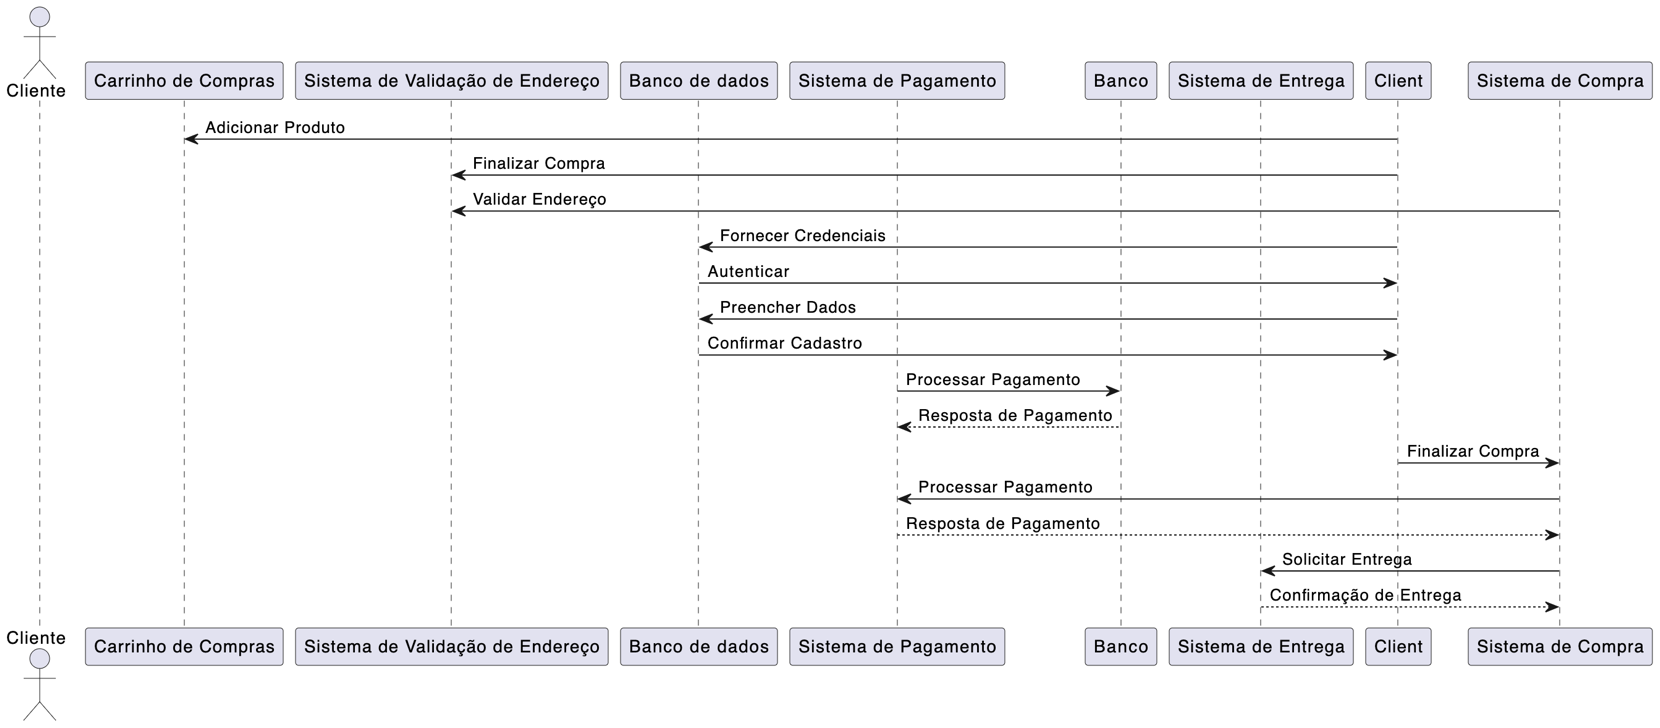 Cliente
Carrinho de Compras
Sistema de Validação de Endereço
Banco de dados
Sistema de Pagamento
Banco
Sistema de Entrega
Client
Sistema de Compra
Adicionar Produto
Finalizar Compra
Validar Endereço
Fornecer Credenciais
Autenticar
Preencher Dados
Confirmar Cadastro
Processar Pagamento
Resposta de Pagamento
Finalizar Compra
Processar Pagamento
Resposta de Pagamento
Solicitar Entrega
Confirmação de Entrega
Cliente
Carrinho de Compras
Sistema de Validação de Endereço
Banco de dados
Sistema de Pagamento
Banco
Sistema de Entrega
Client
Sistema de Compra